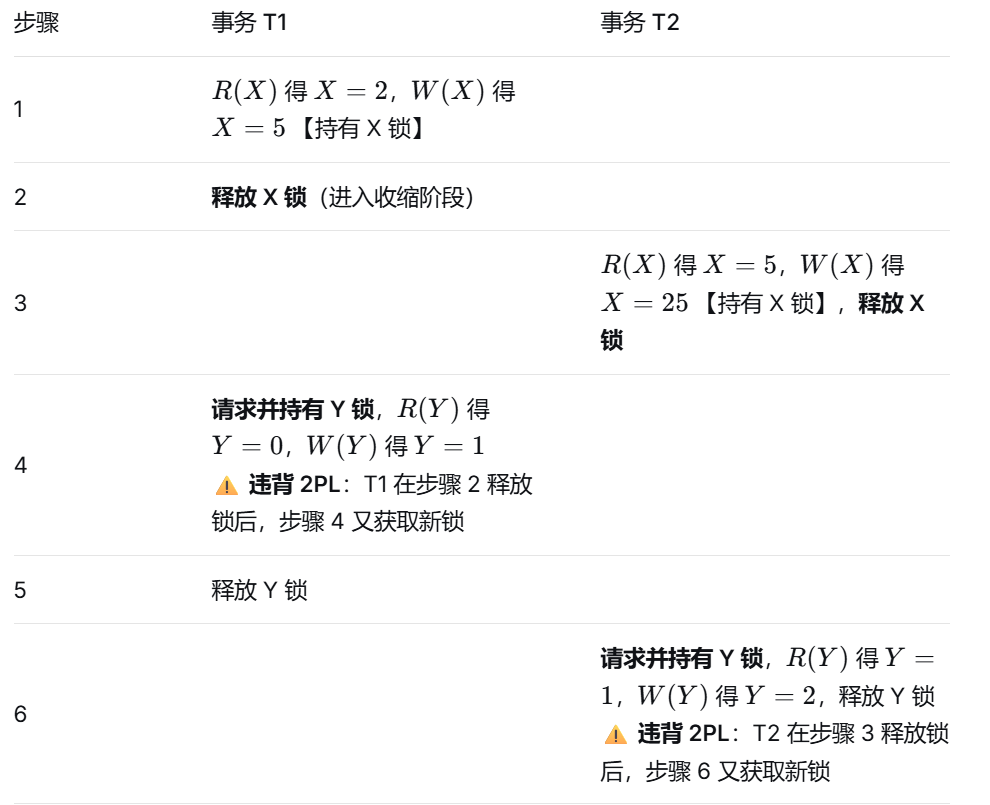 步骤 事务 T1 事务 T2
1
R(X) 得 X = 2，W(X) 得
X = 5 【持有 X 锁】
2
释放 X 锁（进入收缩阶段）
3
R(X) 得 X = 5，W(X) 得
X = 25 【持有 X 锁】，释放 X
锁
4
请求并持有 Y 锁，R(Y) 得
Y = 0，W(Y) 得 Y = 1
⚠️ 违背 2PL：T1 在步骤 2 释放
锁后，步骤 4 又获取新锁
5
释放 Y 锁
6
请求并持有 Y 锁，R(Y) 得 Y =
1，W(Y) 得 Y = 2，释放 Y 锁
⚠️ 违背 2PL：T2 在步骤 3 释放锁
后，步骤 6 又获取新锁